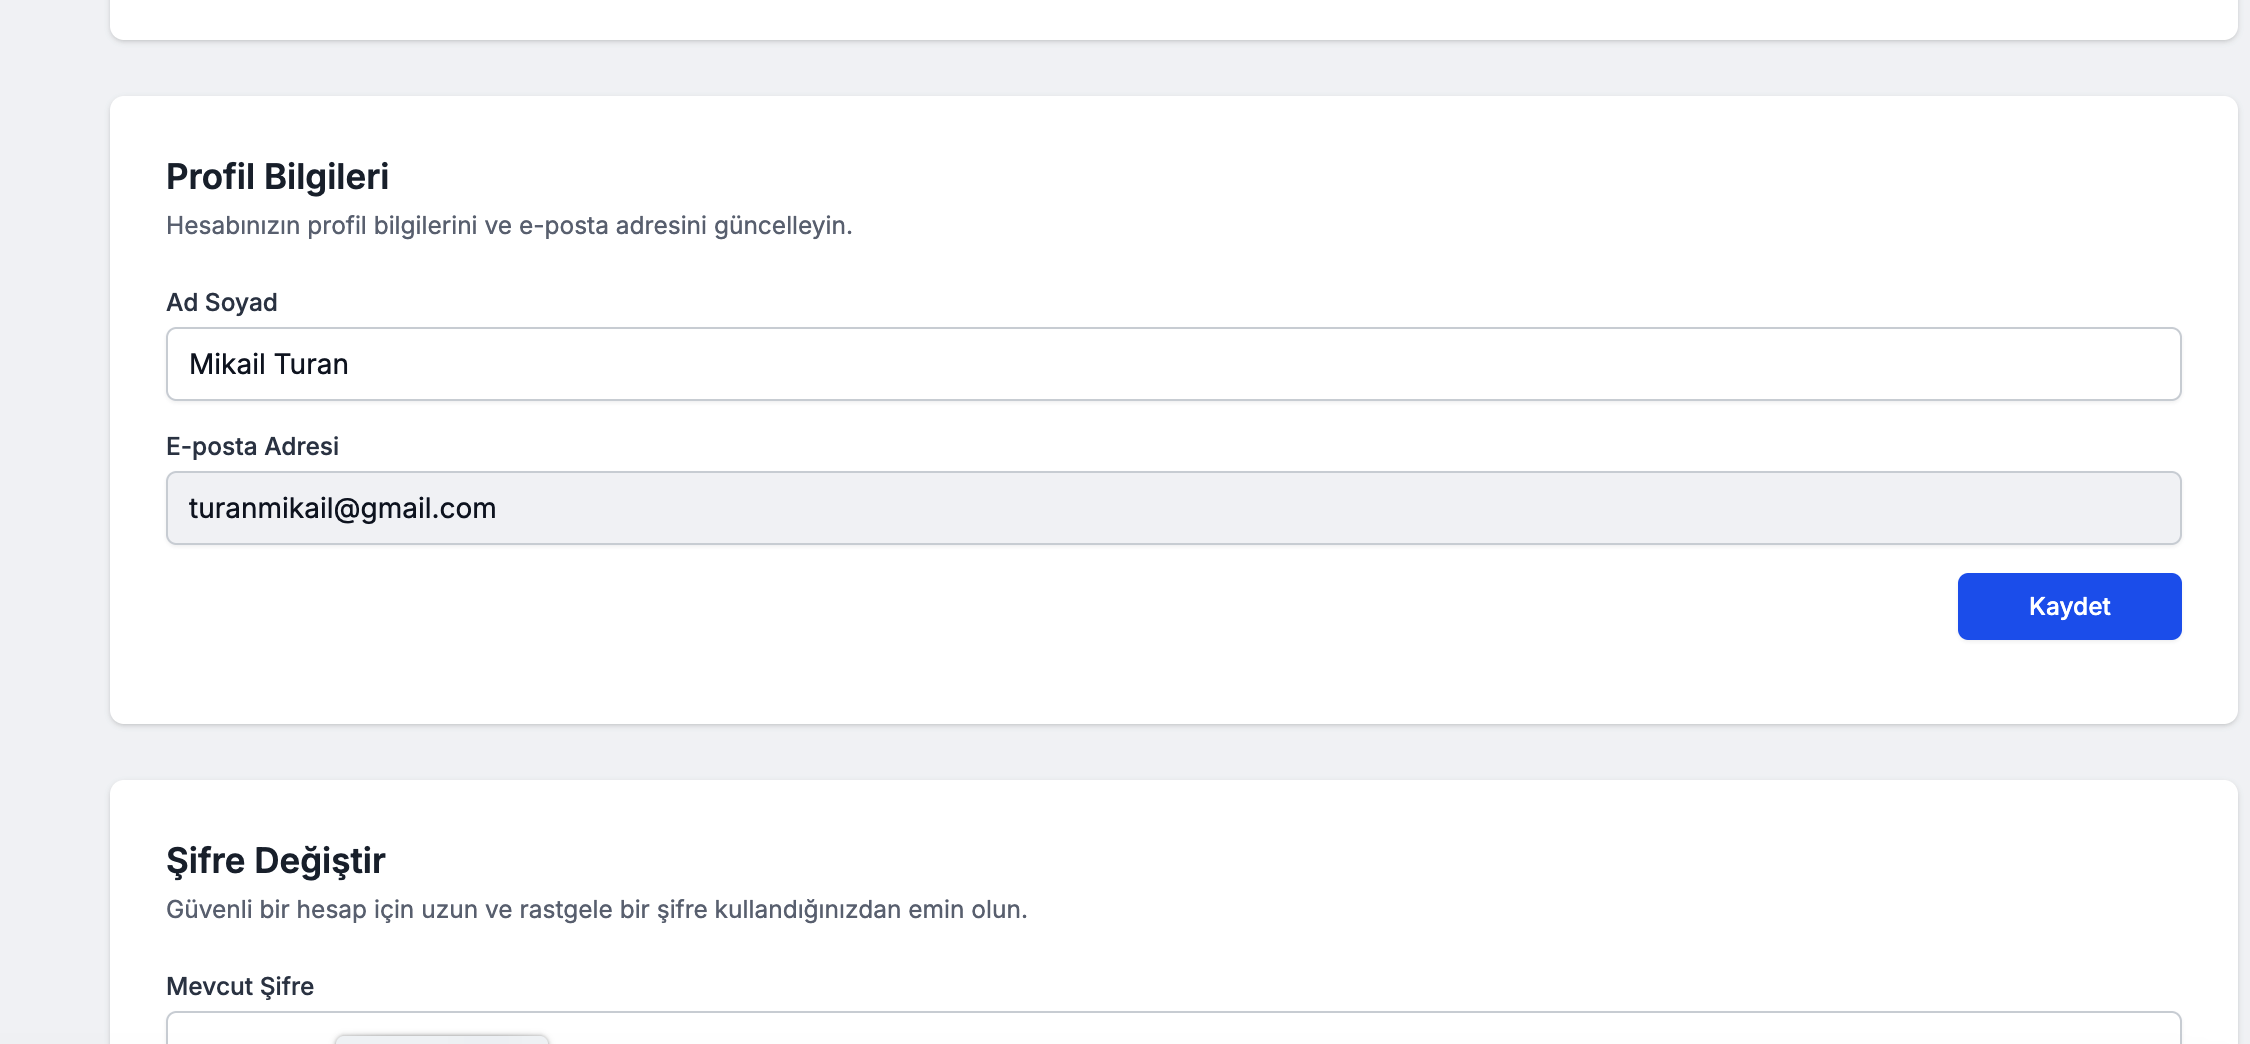 Profil Bilgileri
Hesabınızın profil bilgilerini ve e-posta adresini güncelleyin.
Ad Soyad
Mikail Turan
E-posta Adresi
turanmikail@gmail.com
Kaydet
Şifre Değiştir
Güvenli bir hesap için uzun ve rastgele bir şifre kullandığınızdan emin olun.
Mevcut Şifre